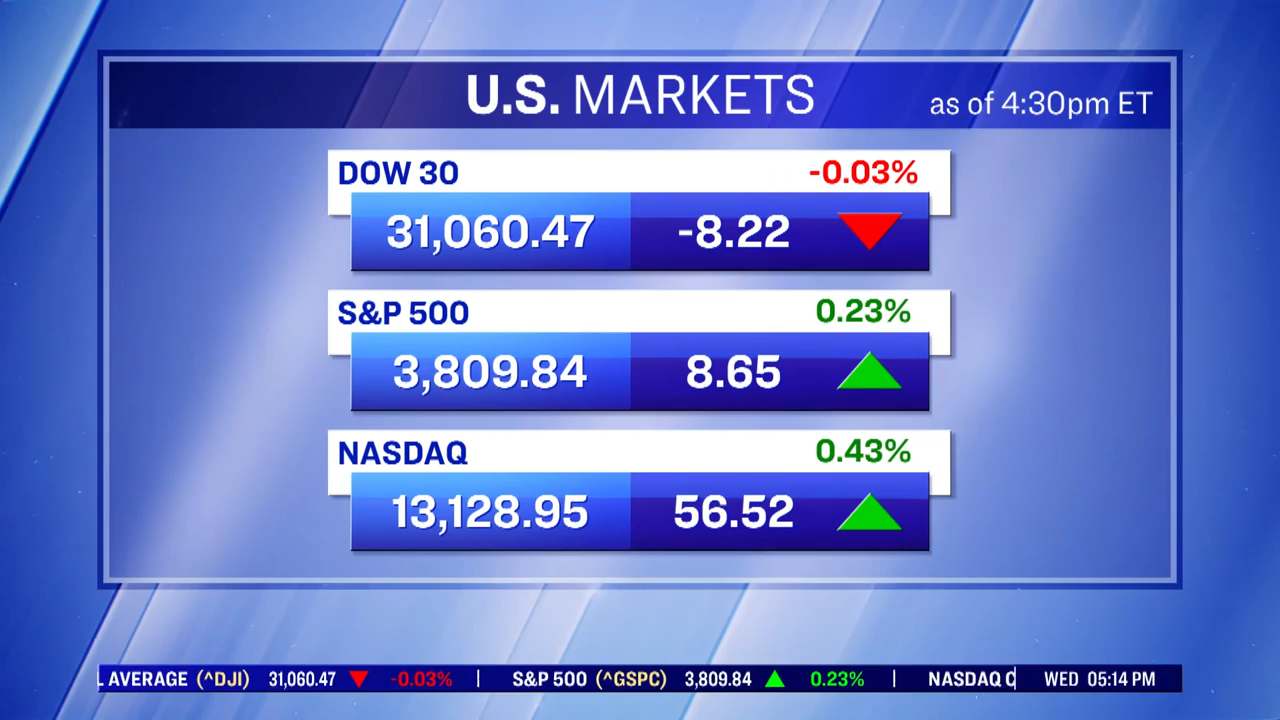 U.S. MARKETS as of 4:30pm ET
DOW 30 -0.03%
31,060.47 -8.22
S&P 500 0.23%
3,809.84 8.65
NASDAQ 0.43%
13,128.95 56.52
AVERAGE (^DJI) 31,060.47 -0.03% | S&P 500 (^GSPC) 3,809.84 0.23% | NASDAQ WED 05:14 PM